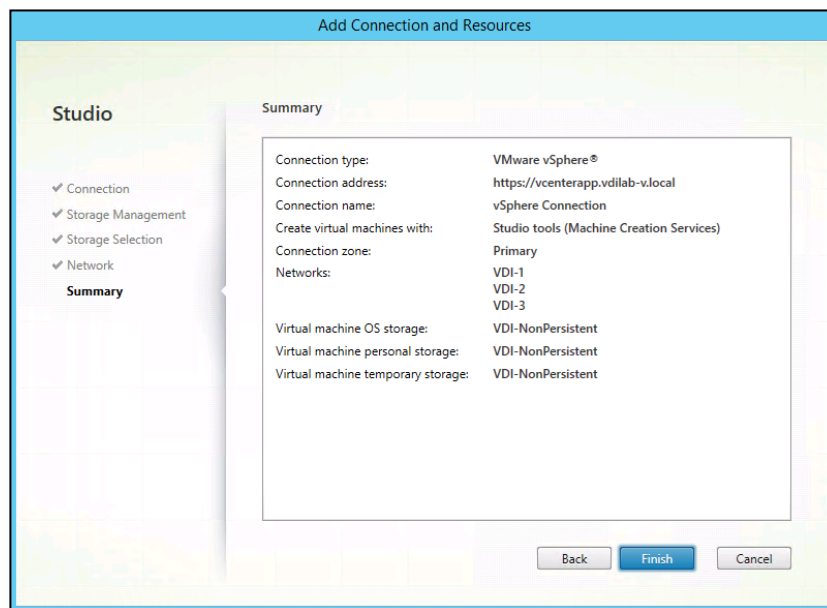 Add Connection and Resources
Studio
✔ Connection
✔ Storage Management
✔ Storage Selection
✔ Network
Summary
Summary
Connection type: VMware vSphere®
Connection address: https://vcenterapp.vdilab-v.local
Connection name: vSphere Connection
Create virtual machines with: Studio tools (Machine Creation Services)
Connection zone: Primary
Networks: VDI-1
VDI-2
VDI-3
Virtual machine OS storage: VDI-NonPersistent
Virtual machine personal storage: VDI-NonPersistent
Virtual machine temporary storage: VDI-NonPersistent
Back Finish Cancel